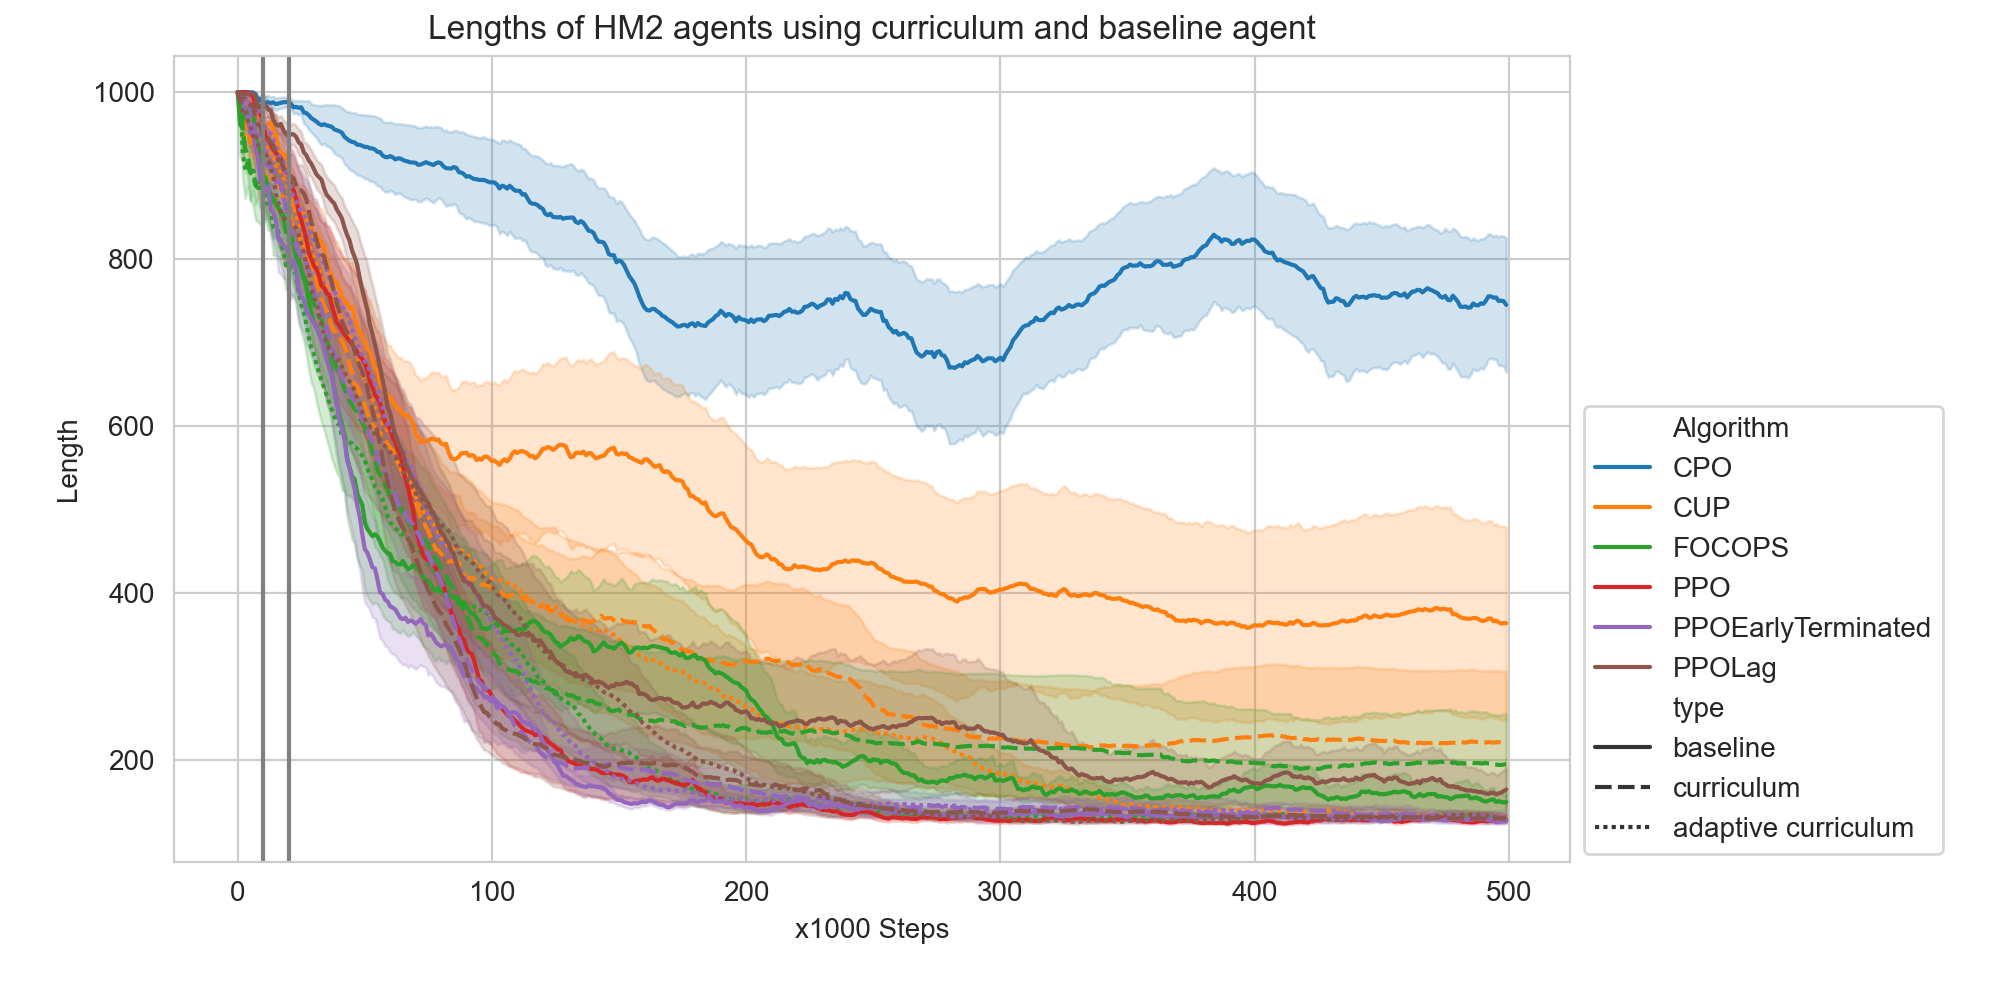 Lengths of HM2 agents using curriculum and baseline agent
1000
800
600
400
200
Length
0 100 200 300 400 500
x1000 Steps
Algorithm
CPO
CUP
FOCOPS
PPO
PPOEarlyTerminated
PPOLag
type
baseline
curriculum
adaptive curriculum